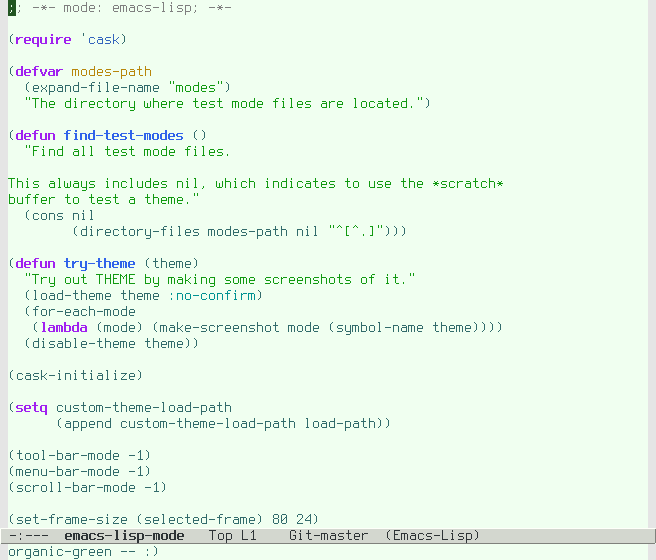 ;; -*- mode: emacs-lisp; -*-

(require 'cask)

(defvar modes-path
  (expand-file-name "modes")
  "The directory where test mode files are located.")

(defun find-test-modes ()
  "Find all test mode files.

This always includes nil, which indicates to use the *scratch*
buffer to test a theme."
  (cons nil
        (directory-files modes-path nil "^[^.]")))

(defun try-theme (theme)
  "Try out THEME by making some screenshots of it."
  (load-theme theme :no-confirm)
  (for-each-mode
   (lambda (mode) (make-screenshot mode (symbol-name theme))))
  (disable-theme theme))

(cask-initialize)

(setq custom-theme-load-path
      (append custom-theme-load-path load-path))

(tool-bar-mode -1)
(menu-bar-mode -1)
(scroll-bar-mode -1)

(set-frame-size (selected-frame) 80 24)
-:---  emacs-lisp-mode   Top L1    Git-master  (Emacs-Lisp)
organic-green -- :)